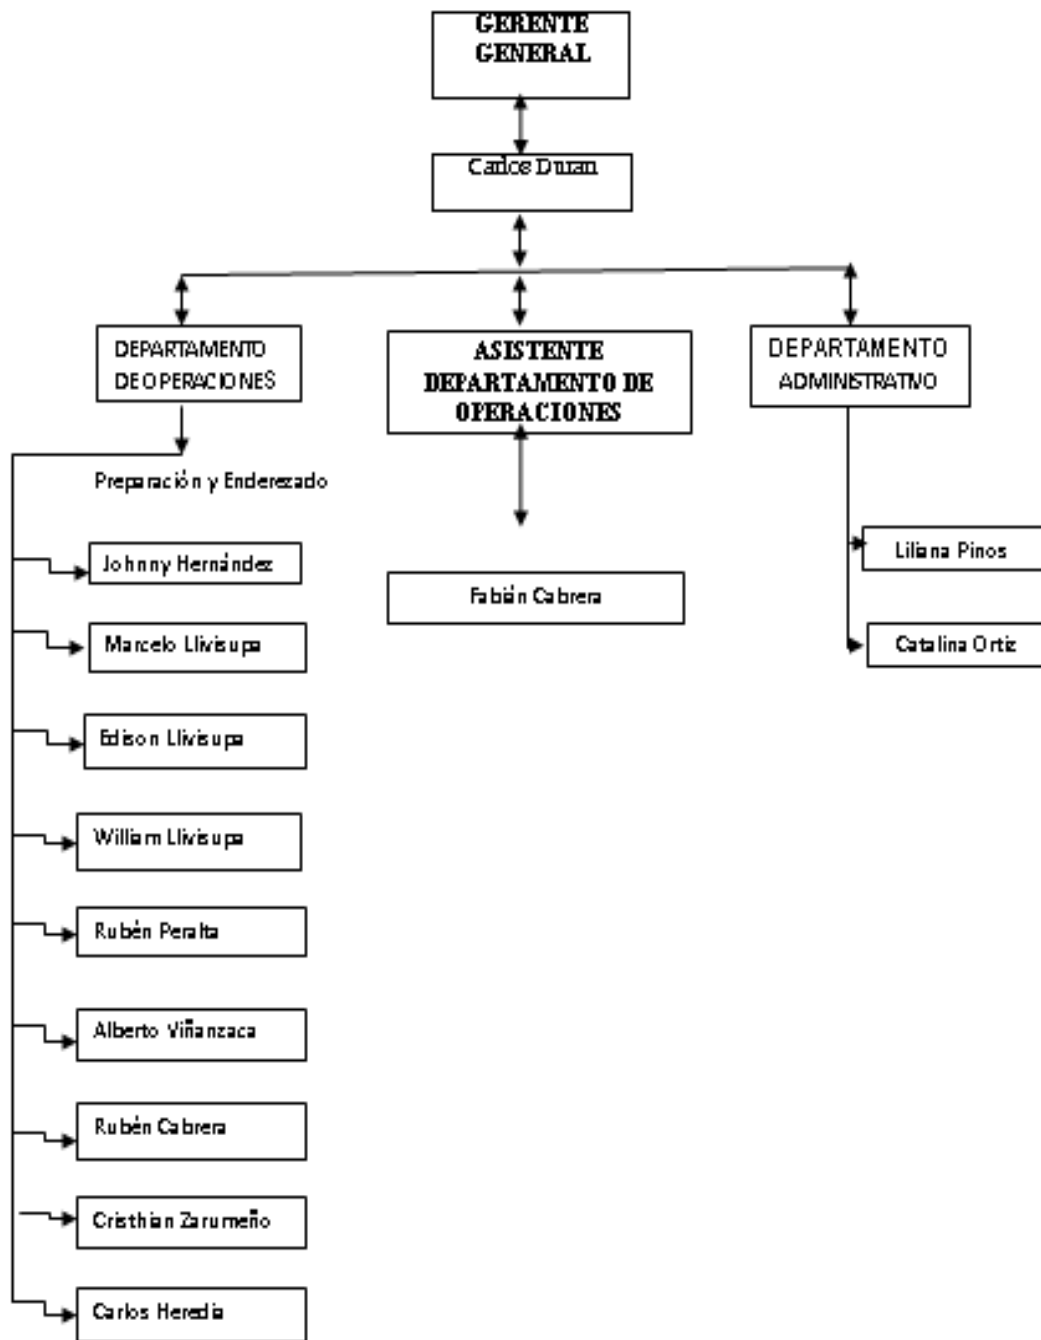 GERENTE
GENERAL
Carlos Duran
DEPARTAMENTO
DE OPERACIONES
ASISTENTE
DEPARTAMENTO DE
OPERACIONES
DEPARTAMENTO
ADMINISTRATIVO
Preparación y Enderezado
Johnny Hernández
Marcelo Llivisupa
Edison Llivisupa
William Llivisupa
Rubén Peralta
Alberto Viñanzaca
Rubén Cabrera
Cristhian Zarumeño
Carlos Heredia
Fabián Cabrera
Liliana Pinos
Catalina Ortiz